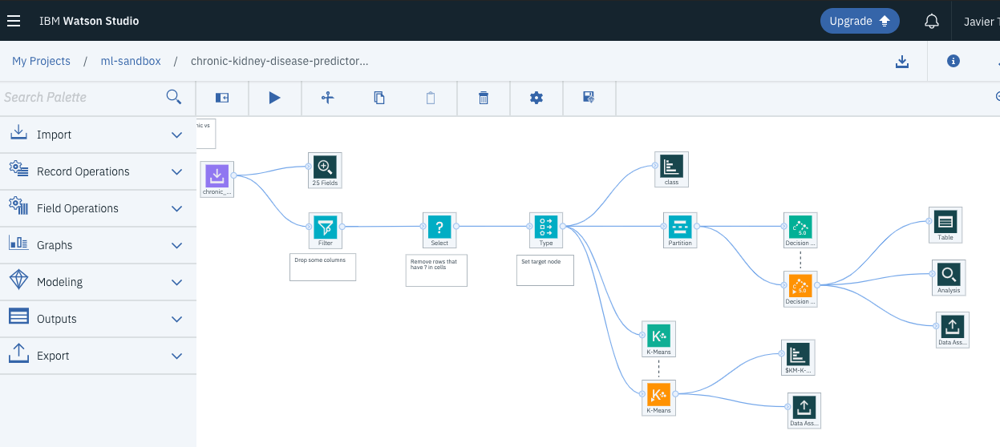 IBM Watson Studio
Upgrade
Javier T
My Projects / ml-sandbox / chronic-kidney-disease-predictor...
Search Palette
Import
Record Operations
Field Operations
Graphs
Modeling
Outputs
Export
nic vs
chronic_...
25 Fields
class
Filter
Select
?
Type
Partition
5.0
Decision ...
Table
Drop some columns
Remove rows that
have ? in cells
Set target node
5.0
Decision ...
Analysis
Data Ass...
K
K-Means
$KM-K-...
K
K-Means
Data Ass...